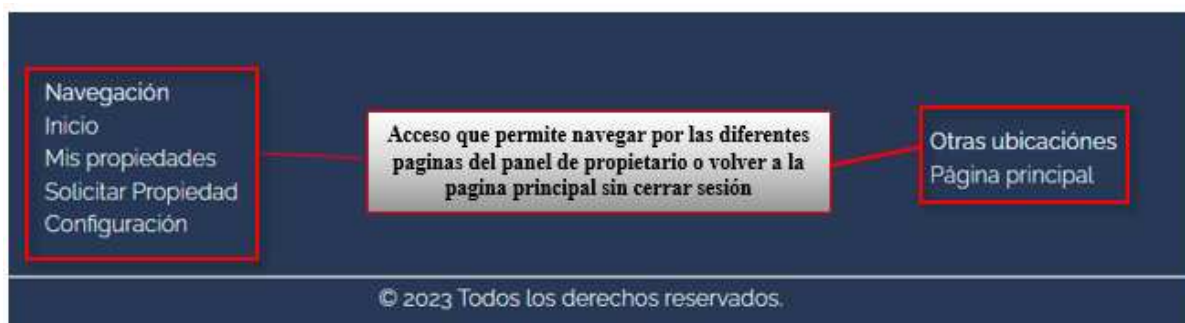 Navegación
Inicio
Mis propiedades
Solicitar Propiedad
Configuración
Acceso que permite navegar por las diferentes
paginas del panel de propietario o volver a la
pagina principal sin cerrar sesión
Otras ubicaciónes
Página principal
© 2023 Todos los derechos reservados.